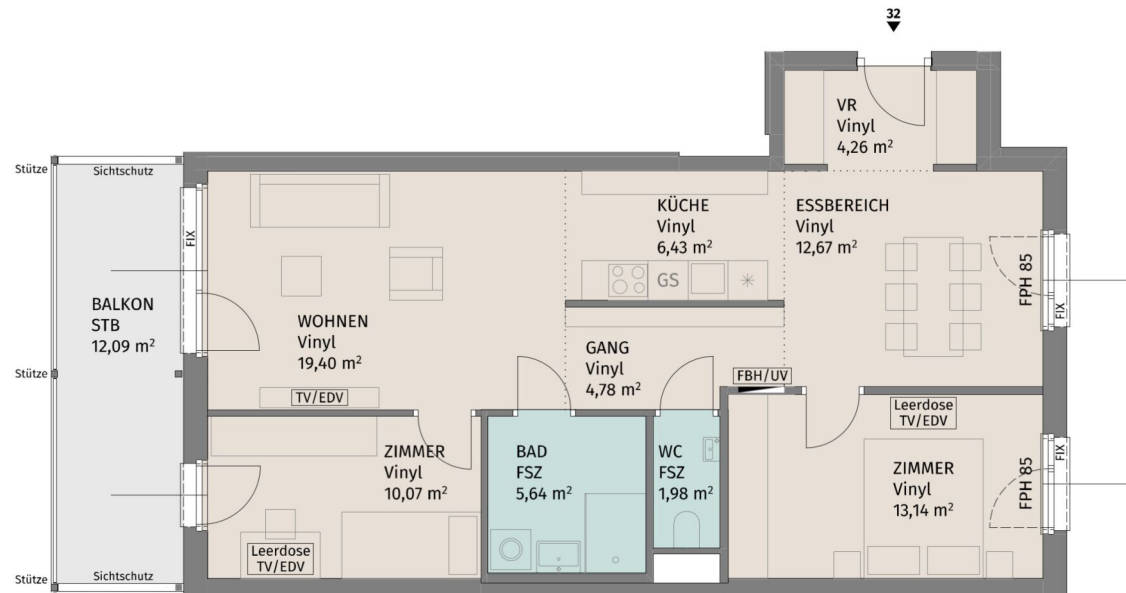 32
VR
Vinyl
4,26 m²
Stütze
Sichtschutz
FIX
KÜCHE
Vinyl
6,43 m²
ESSBEREICH
Vinyl
12,67 m²
GS
FPH 85
FIX
BALKON
STB
12,09 m²
WOHNEN
Vinyl
19,40 m²
GANG
Vinyl
4,78 m²
Stütze
TV/EDV
FBH/UV
Leerdose
TV/EDV
ZIMMER
Vinyl
10,07 m²
BAD
FSZ
5,64 m²
WC
FSZ
1,98 m²
ZIMMER
Vinyl
13,14 m²
FPH 85
FIX
Leerdose
TV/EDV
Stütze
Sichtschutz